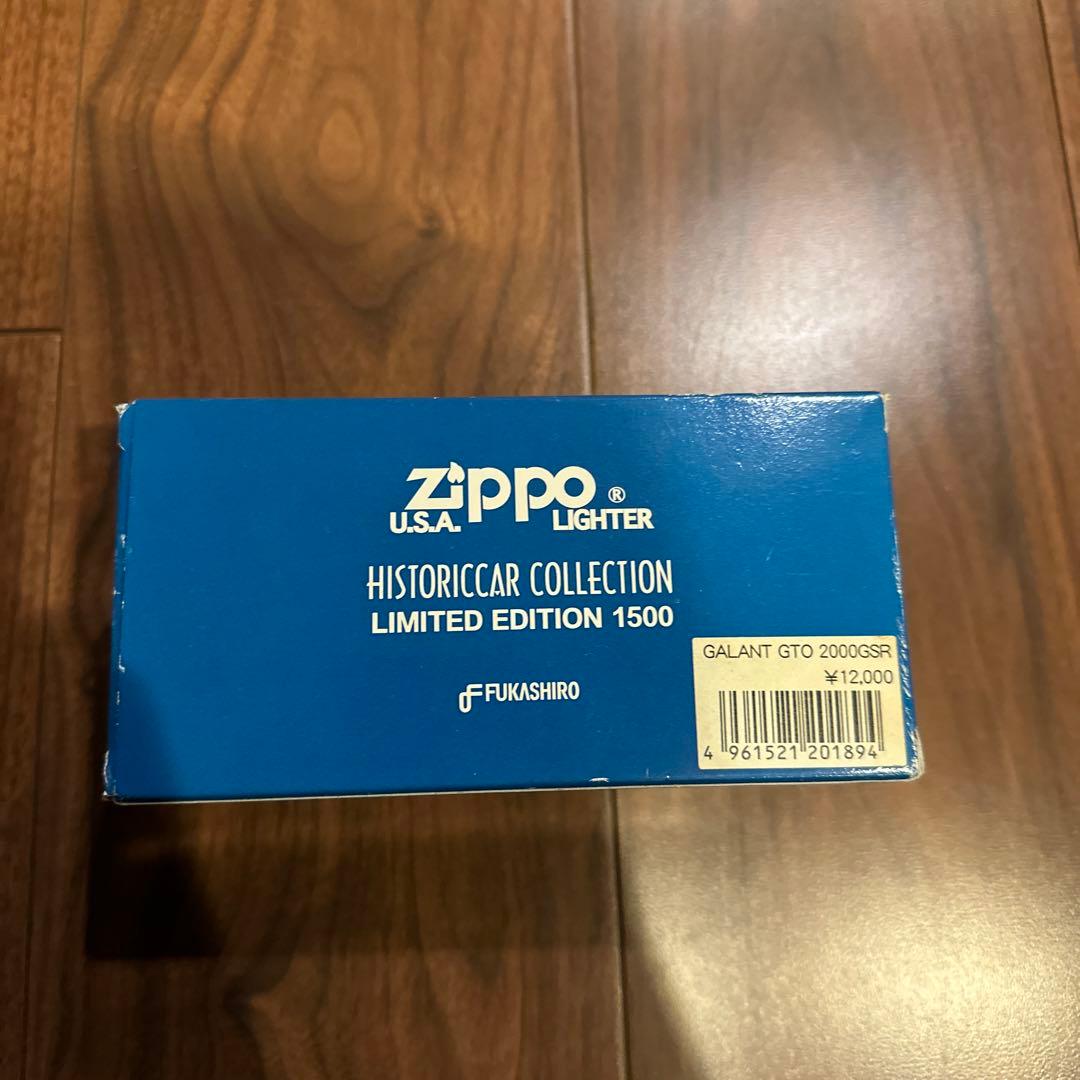 Zippo®
U.S.A. LIGHTER
HISTORICCAR COLLECTION
LIMITED EDITION 1500
FUKASHIRO
GALANT GTO 2000GSR
¥12,000
4 961521 201894